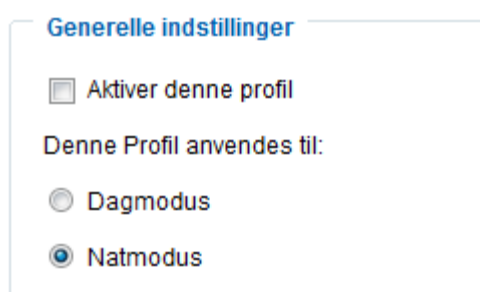 Generelle indstillinger
Aktiver denne profil
Denne Profil anvendes til:
Dagmodus
Natmodus